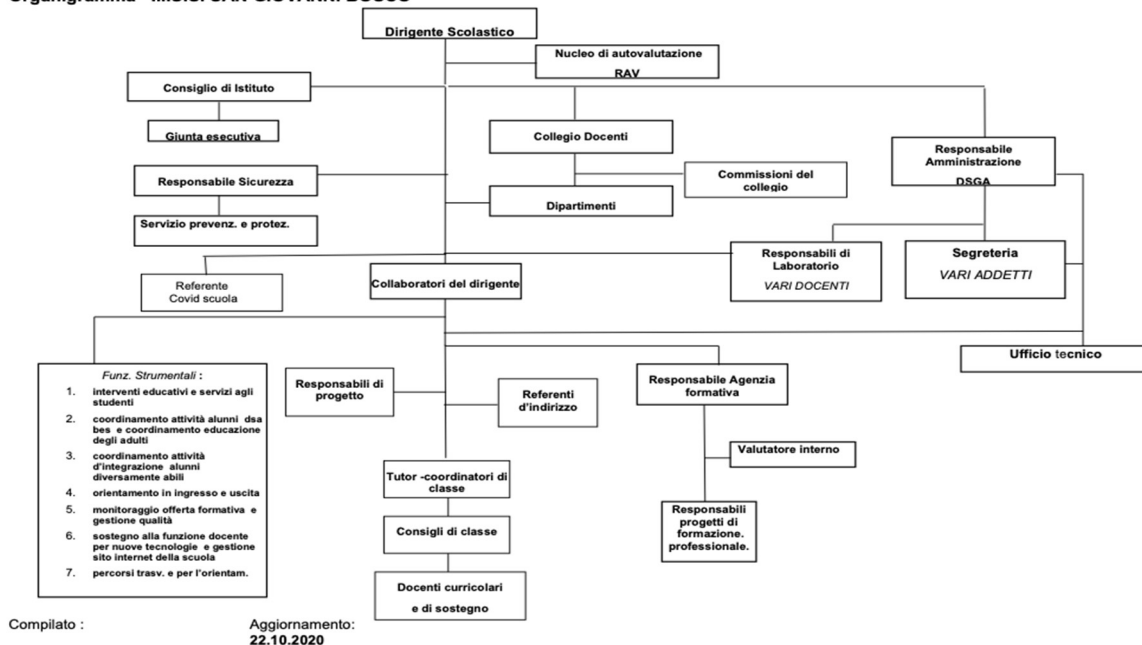 Organigramma - SAN GIOVANNI BOSCO
Dirigente Scolastico
Nucleo di autovalutazione
RAV
Consiglio di Istituto
Giunta esecutiva
Collegio Docenti
Responsabile
Amministrazione
DSGA
Responsabile Sicurezza
Commissioni del
collegio
Dipartimenti
Servizio prevenz. e protez.
Responsabili di
Laboratorio
VARI DOCENTI
Segreteria
VARI ADDETTI
Referente
Covid scuola
Collaboratori del dirigente
Ufficio tecnico
Funz. Strumentali :
1. interventi educativi e servizi agli
studenti
2. coordinamento attività alunni dsa
bes e coordinamento educazione
degli adulti
3. coordinamento attività
d'integrazione alunni
diversamente abili
4. orientamento in ingresso e uscita
5. monitoraggio offerta formativa e
gestione qualità
6. sostegno alla funzione docente
per nuove tecnologie e gestione
sito internet della scuola
7. percorsi trasv. e per l'orientam.
Responsabili di
progetto
Referenti
d'indirizzo
Responsabile Agenzia
formativa
Valutatore interno
Tutor -coordinatori di
classe
Responsabili
progetti di
formazione.
professionale.
Consigli di classe
Docenti curricolari
e di sostegno
Compilato :
Aggiornamento:
22.10.2020